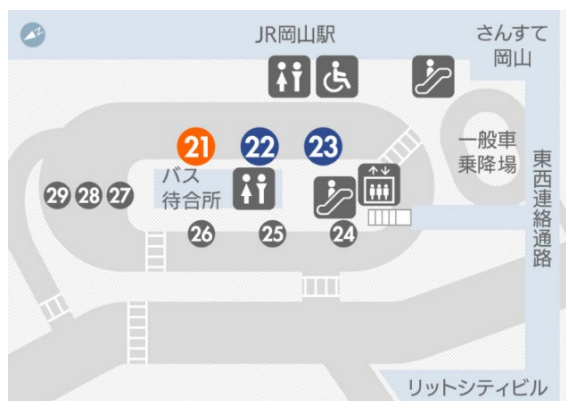 JR岡山駅
さんすて
岡山
21
22
23
一般車
乗降場
バス
待合所
29
28
27
26
25
24
東西連絡通路
リットシティビル